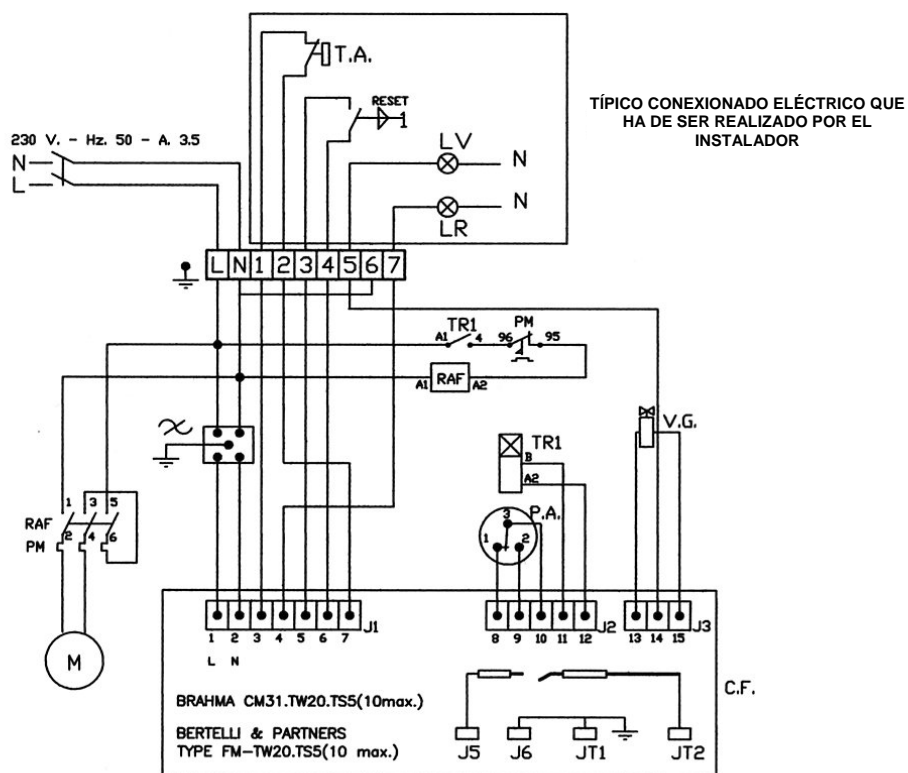 T.A.
RESET
1
TÍPICO CONEXIONADO ELÉCTRICO QUE
HA DE SER REALIZADO POR EL
INSTALADOR
230 V. - Hz. 50 - A. 3.5
N
L
LV
N
LR
N
L N 1 2 3 4 5 6 7
TR1
PM
A1
4
96
95
A1
RAF
A2
V.G.
TR1
B
A2
P.A.
3
1
2
1
3
5
RAF
2
4
6
PM
M
J1
J2
J3
1 2 3 4 5 6 7
8 9 10 11 12
13 14 15
L N
C.F.
BRAHMA CM31.TW20.TS5(10max.)
BERTELLI & PARTNERS
TYPE FM-TW20.TS5(10 max.)
J5
J6
JT1
JT2